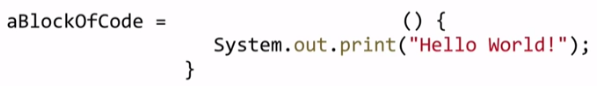 aBlockOfCode = () {
System.out.print("Hello World!");
}